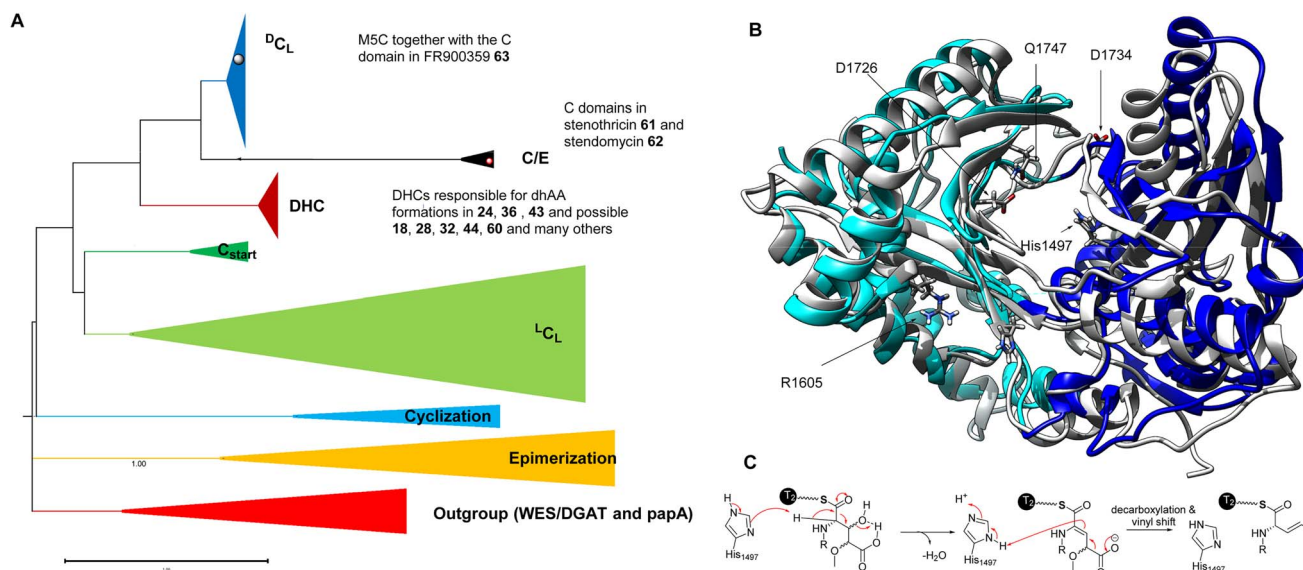 A
DCL
M5C together with the C
domain in FR900359 63
C domains in
stenothricin 61 and
stendomycin 62
C/E
DHC
DHCs responsible for dhAA
formations in 24, 36 , 43 and possible
18, 28, 32, 44, 60 and many others
Cstart
LCL
Cyclization
1.00
Epimerization
Outgroup (WES/DGAT and papA)
B
Q1747
D1734
D1726
His1497
R1605
C
T2
S
O
H
N
H
O
H
H
N
HN
R
O
O
O
H
His1497
-H2O
H+
N
N
H
His1497
T2
S
O
HN
R
O
O
O
⊖
decarboxylation &
vinyl shift
HN
N
His1497
S
O
HN
R
T2